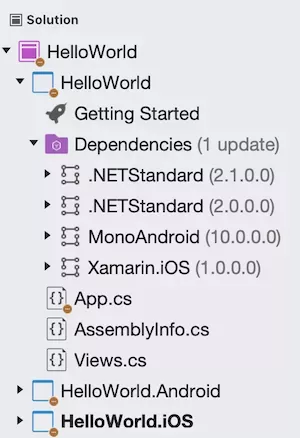 Solution
HelloWorld
HelloWorld
Getting Started
Dependencies (1 update)
.NETStandard (2.1.0.0)
.NETStandard (2.0.0.0)
MonoAndroid (10.0.0.0)
Xamarin.iOS (1.0.0.0)
App.cs
AssemblyInfo.cs
Views.cs
HelloWorld.Android
HelloWorld.iOS